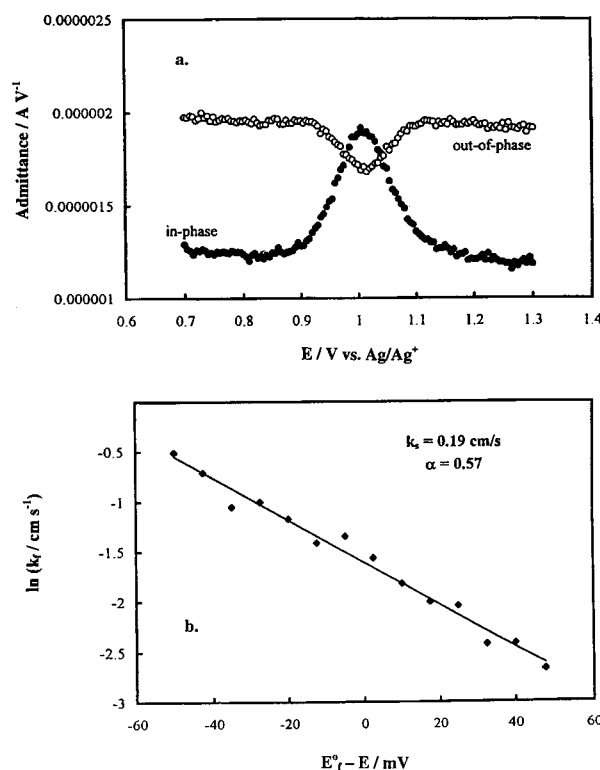 0.0000025
a.
0.000002
out-of-phase
Admittance / A V⁻¹
0.0000015
in-phase
0.000001
0.6 0.7 0.8 0.9 1 1.1 1.2 1.3 1.4
E / V vs. Ag/Ag⁺
kₛ = 0.19 cm/s
α = 0.57
-0.5
-1
ln (k_f / cm s⁻¹)
-1.5
-2
b.
-2.5
-3
-60 -40 -20 0 20 40 60
E°_f – E / mV